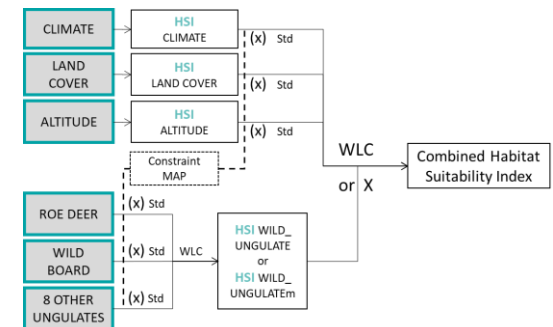 CLIMATE
HSI
CLIMATE
(x) Std
LAND
COVER
HSI
LAND COVER
(x) Std
ALTITUDE
HSI
ALTITUDE
(x) Std
Constraint
MAP
WLC
or X
Combined Habitat
Suitability Index
ROE DEER
(x) Std
WILD
BOARD
(x) Std
WLC
8 OTHER
UNGULATES
(x) Std
HSI WILD_
UNGULATE
or
HSI WILD_
UNGULATEm